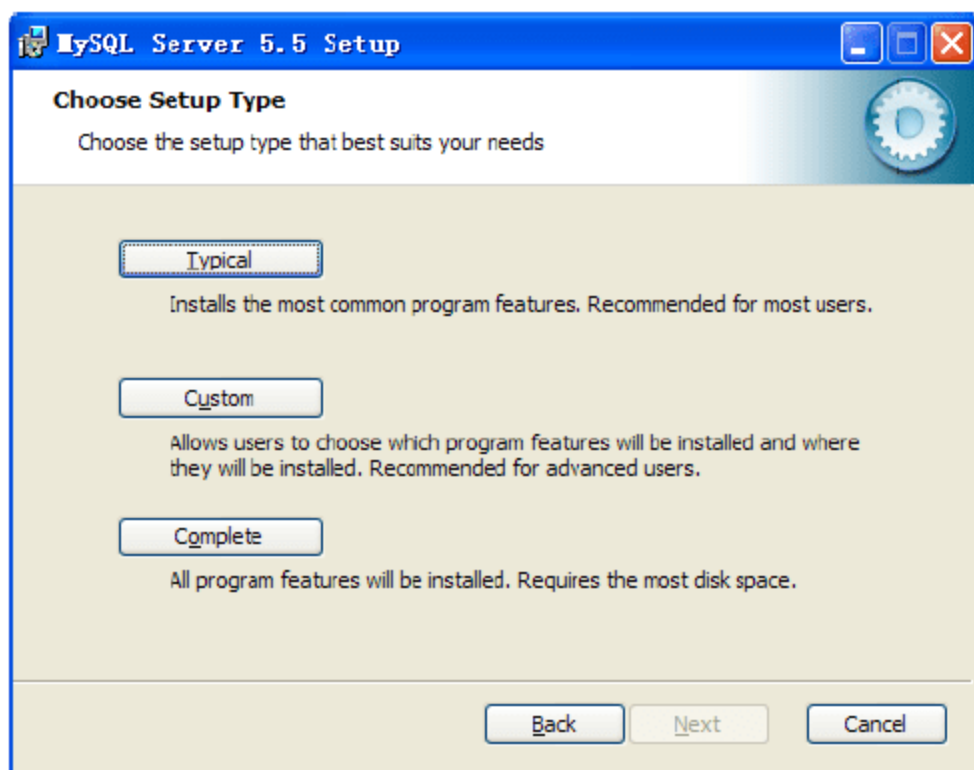 MySQL Server 5.5 Setup
Choose Setup Type
Choose the setup type that best suits your needs
Typical
Installs the most common program features. Recommended for most users.
Custom
Allows users to choose which program features will be installed and where
they will be installed. Recommended for advanced users.
Complete
All program features will be installed. Requires the most disk space.
Back
Next
Cancel